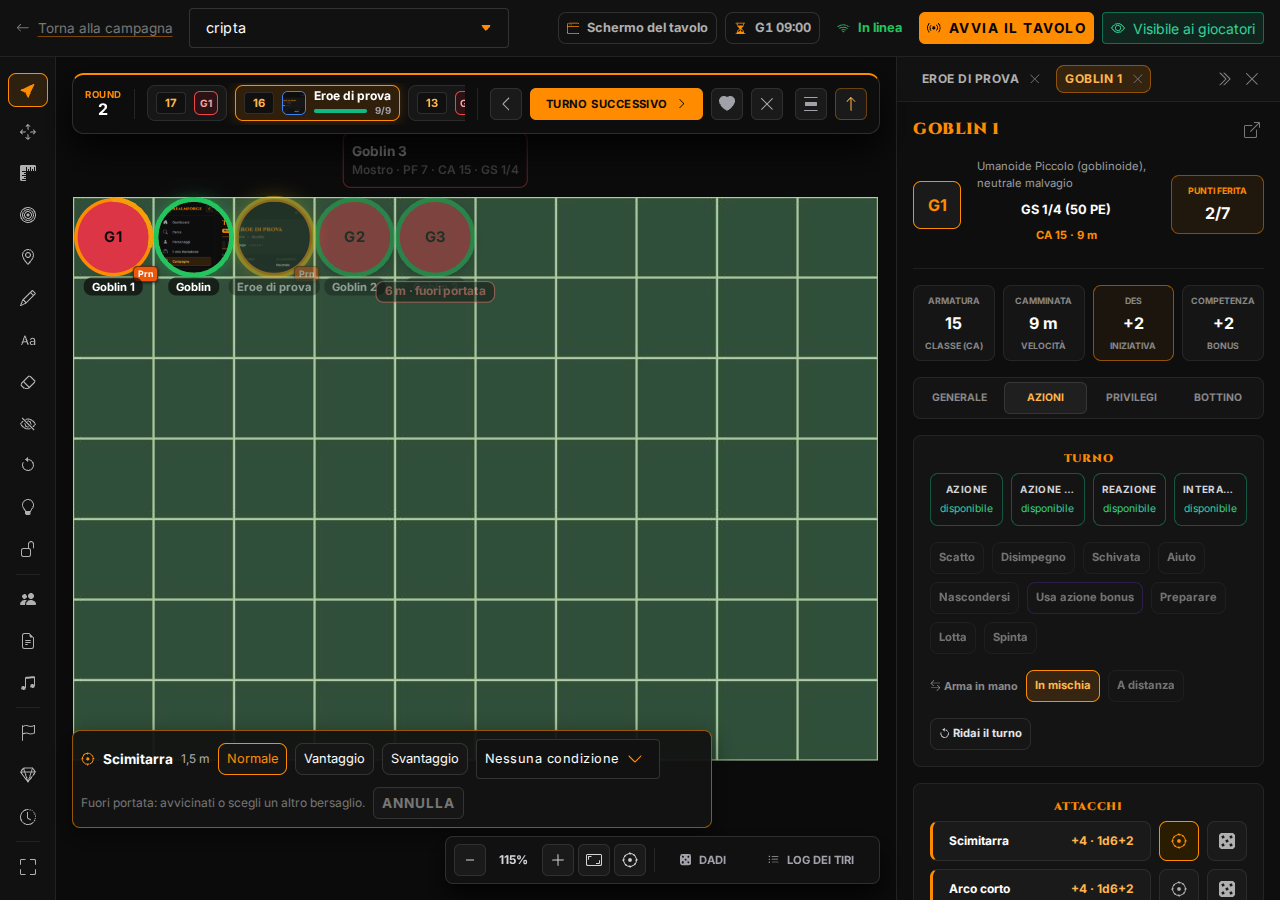 Torna alla campagna
cripta
Schermo del tavolo
G1 09:00
In linea
AVVIA IL TAVOLO
Visibile ai giocatori
ROUND
2
17 G1
16 Eroe di prova
9/9
13
TURNO SUCCESSIVO
Goblin 3
Mostro · PF 7 · CA 15 · GS 1/4
G1
EROE DI PROVA
G2
G3
Prn
Prn
Goblin 1
Goblin
Eroe di prova
Goblin 2
6 m · fuori portata
Aa
Scimitarra 1,5 m Normale Vantaggio Svantaggio Nessuna condizione
Fuori portata: avvicinati o scegli un altro bersaglio. ANNULLA
− 115% +
DADI
LOG DEI TIRI
EROE DI PROVA
GOBLIN 1
GOBLIN 1
G1
Umanoide Piccolo (goblinoide),
neutrale malvagio
GS 1/4 (50 PE)
CA 15 · 9 m
PUNTI FERITA
2/7
ARMATURA
15
CLASSE (CA)
CAMMINATA
9 m
VELOCITÀ
DES
+2
INIZIATIVA
COMPETENZA
+2
BONUS
GENERALE AZIONI PRIVILEGI BOTTINO
TURNO
AZIONE
disponibile
AZIONE ...
disponibile
REAZIONE
disponibile
INTERA...
disponibile
Scatto Disimpegno Schivata Aiuto
Nascondersi Usa azione bonus Preparare
Lotta Spinta
Arma in mano In mischia A distanza
Ridai il turno
ATTACCHI
Scimitarra +4 · 1d6+2
Arco corto +4 · 1d6+2